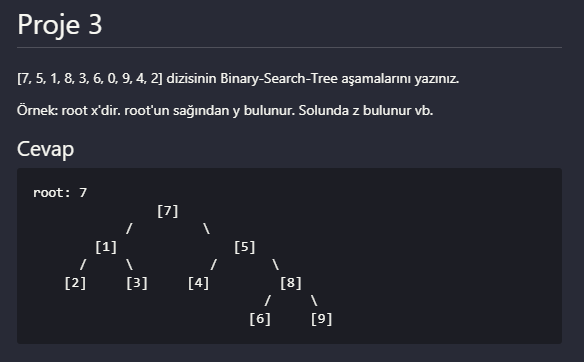 Proje 3
[7, 5, 1, 8, 3, 6, 0, 9, 4, 2] dizisinin Binary-Search-Tree aşamalarını yazınız.
Örnek: root x'dir. root'un sağından y bulunur. Solunda z bulunur vb.
Cevap
root: 7
[7]
/ \
[1] [5]
/ \ / \
[2] [3] [4] [8]
/ \
[6] [9]